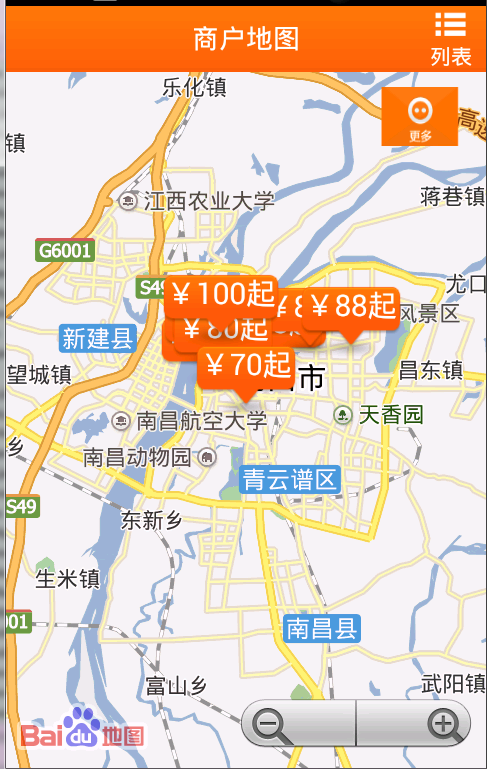 商户地图
列表
乐化镇
高速
更多
镇
江西农业大学
蒋巷镇
G6001
尤口
S49
¥100起
¥8
¥88起
风景区
新建县
¥80起
¥70起
市
望城镇
昌东镇
南昌航空大学
天香园
乡
南昌动物园
青云谱区
S49
东新乡
生米镇
001
南昌县
富山乡
武阳镇
Bai du 地图